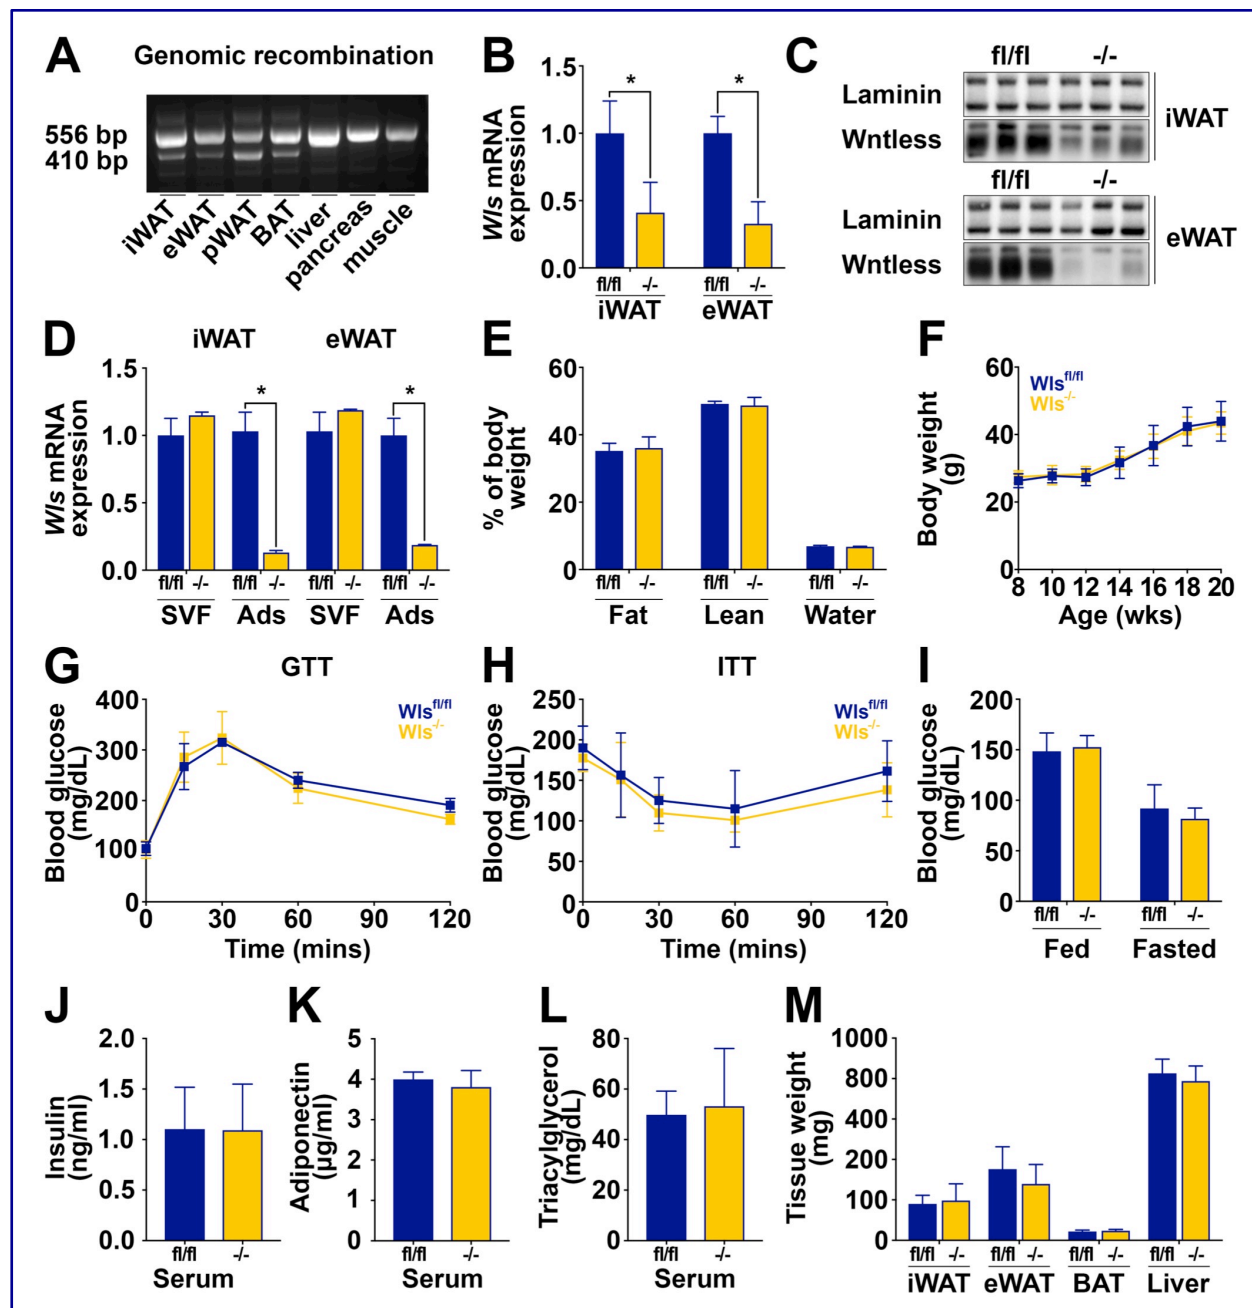 A
Genomic recombination
556 bp
410 bp
iWAT
eWAT
pWAT
BAT
liver
pancreas
muscle
B
Wls mRNA
expression
1.5
1.0
0.5
0.0
*
*
fl/fl -/- fl/fl -/-
iWAT eWAT
C
fl/fl -/-
Laminin
Wntless
iWAT
fl/fl -/-
Laminin
Wntless
eWAT
D
iWAT eWAT
Wls mRNA
expression
1.5
1.0
0.5
0.0
*
*
fl/fl -/- fl/fl -/- fl/fl -/- fl/fl -/-
SVF Ads SVF Ads
E
% of body
weight
60
40
20
0
fl/fl -/- fl/fl -/- fl/fl -/-
Fat Lean Water
F
Body weight
(g)
60
40
20
0
Wls fl/fl
Wls -/-
8 10 12 14 16 18 20
Age (wks)
G
GTT
Blood glucose
(mg/dL)
400
300
200
100
0
Wls fl/fl
Wls -/-
0 30 60 90 120
Time (mins)
H
ITT
Blood glucose
(mg/dL)
250
200
150
100
50
0
Wls fl/fl
Wls -/-
0 30 60 90 120
Time (mins)
I
Blood glucose
(mg/dL)
200
150
100
50
0
fl/fl -/- fl/fl -/-
Fed Fasted
J
Insulin
(ng/ml)
2.0
1.5
1.0
0.5
0.0
fl/fl -/-
Serum
K
Adiponectin
(µg/ml)
5
4
3
2
1
0
fl/fl -/-
Serum
L
Triacylglycerol
(mg/dL)
80
60
40
20
0
fl/fl -/-
Serum
M
Tissue weight
(mg)
1000
800
400
200
100
000
fl/fl -/- fl/fl -/- fl/fl -/- fl/fl -/-
iWAT eWAT BAT Liver